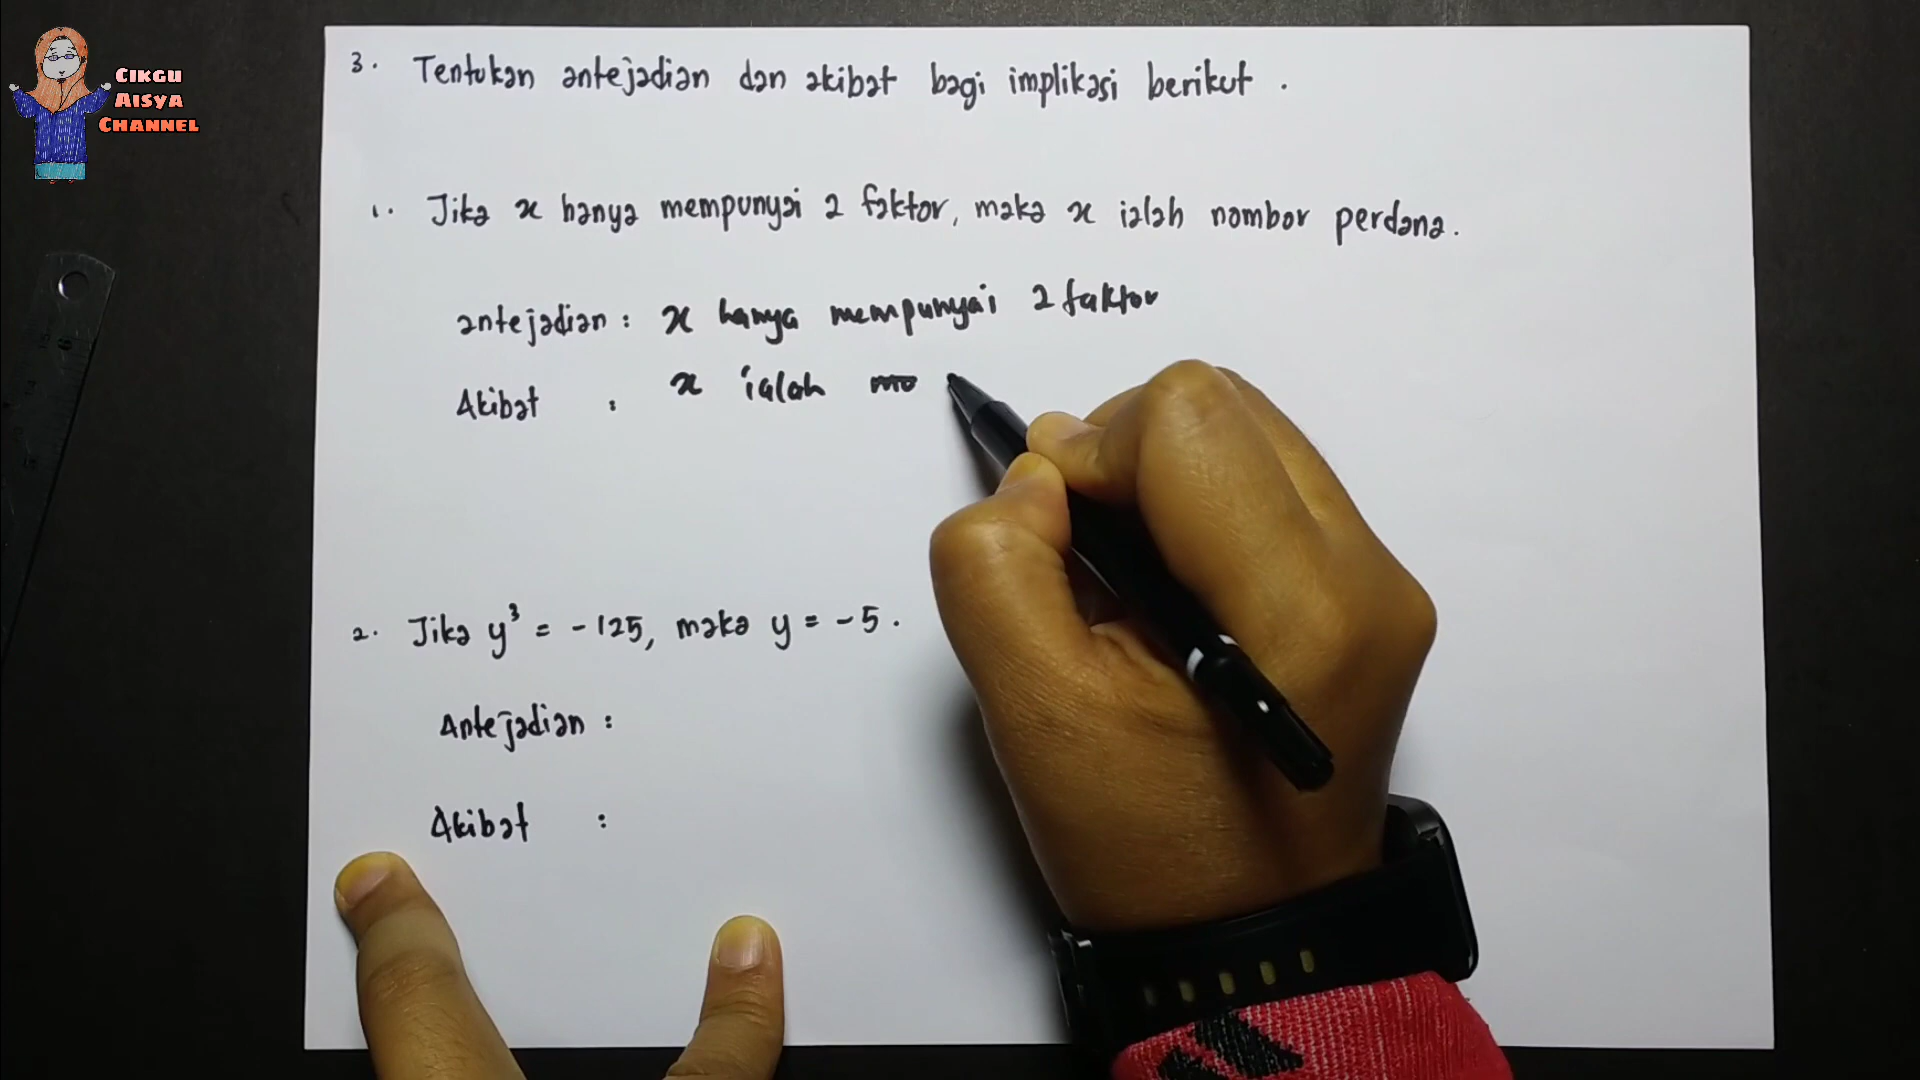 CIKGU
AISYA
CHANNEL
3. Tentukan antejadian dan akibat bagi implikasi berikut.
1. Jika x hanya mempunyai 2 faktor, maka x ialah nombor perdana.
antejadian : x hanya mempunyai 2 faktor
Akibat : x ialah
2. Jika y³ = -125, maka y = -5.
Antejadian :
Akibat :